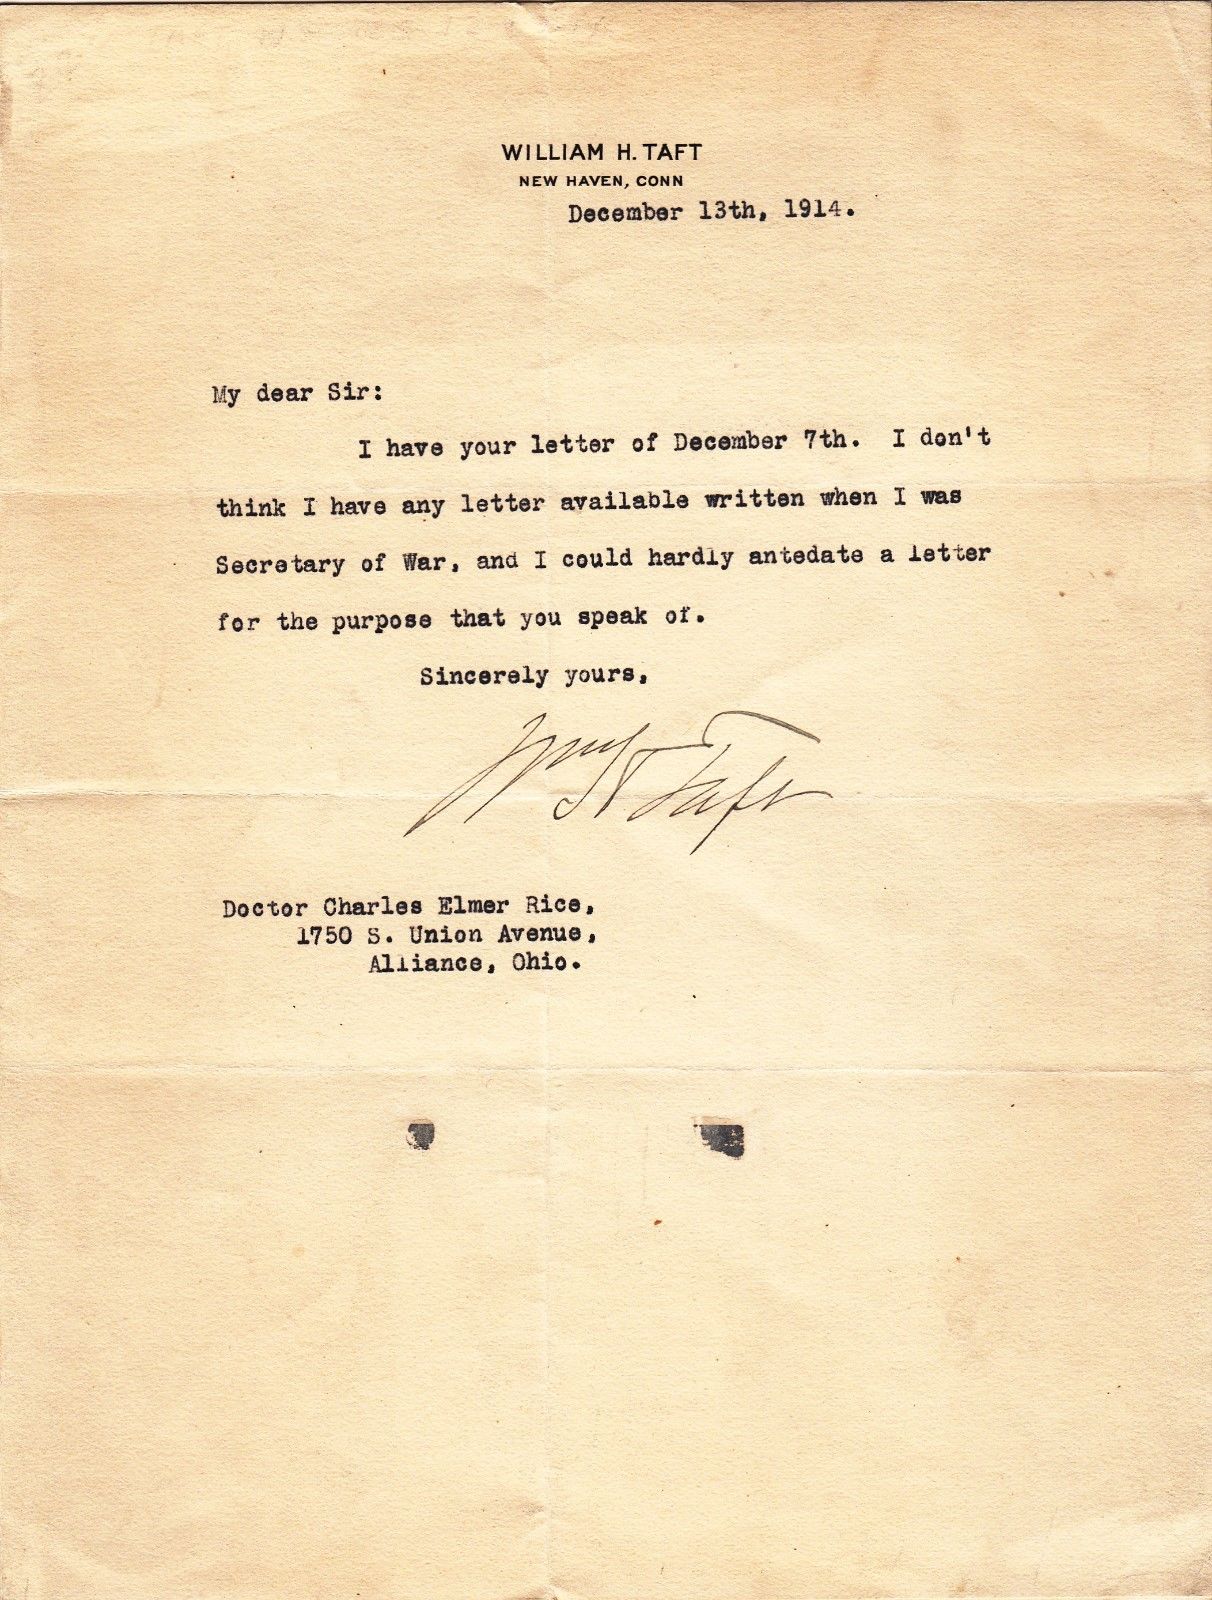 WILLIAM H. TAFT
NEW HAVEN, CONN
December 13th, 1914.
My dear Sir:
I have your letter of December 7th. I don't
think I have any letter available written when I was
Secretary of War, and I could hardly antedate a letter
for the purpose that you speak of.
Sincerely yours,
Wm H Taft
Doctor Charles Elmer Rice,
1750 S. Union Avenue,
Alliance, Ohio.